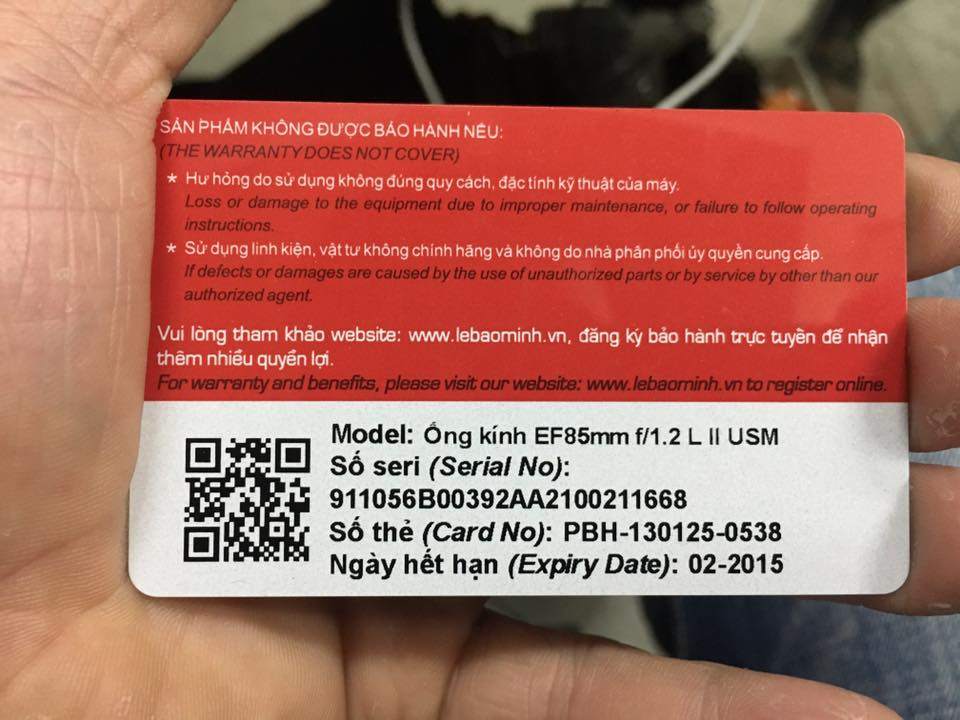 SẢN PHẨM KHÔNG ĐƯỢC BẢO HÀNH NẾU:
(THE WARRANTY DOES NOT COVER)
* Hư hỏng do sử dụng không đúng quy cách, đặc tính kỹ thuật của máy.
Loss or damage to the equipment due to improper maintenance, or failure to follow operating
instructions.
* Sử dụng linh kiện, vật tư không chính hãng và không do nhà phân phối ủy quyền cung cấp.
If defects or damages are caused by the use of unauthorized parts or by service by other than our
authorized agent.
Vui lòng tham khảo website: www.lebaominh.vn, đăng ký bảo hành trực tuyến để nhận
thêm nhiều quyền lợi.
For warranty and benefits, please visit our website: www.lebaominh.vn to register online.
Model: Ống kính EF85mm f/1.2 L II USM
Số seri (Serial No):
911056B00392AA2100211668
Số thẻ (Card No): PBH-130125-0538
Ngày hết hạn (Expiry Date): 02-2015